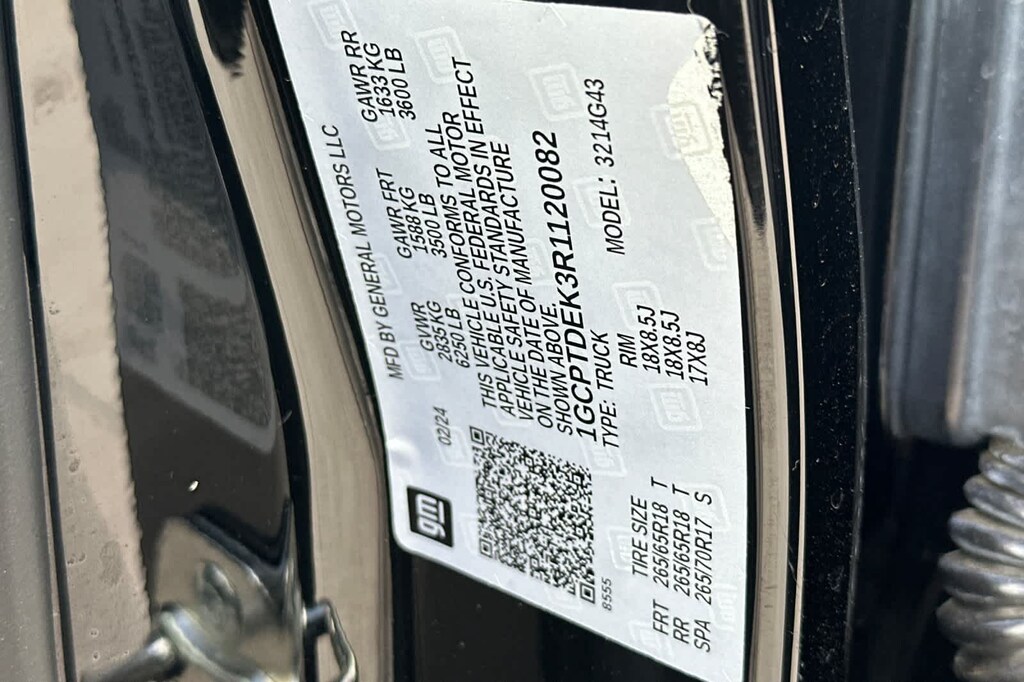 gm
MFD BY GENERAL MOTORS LLC
02/24 GVWR GAWR FRT GAWR RR
2835KG 1588 KG 1633 KG
6250 LB 3500 LB 3600 LB
THIS VEHICLE CONFORMS TO ALL
APPLICABLE U.S. FEDERAL MOTOR
VEHICLE SAFETY STANDARDS IN EFFECT
ON THE DATE OF MANUFACTURE
SHOWN ABOVE.
1GCPTDEK3R1120082
TYPE: TRUCK MODEL: 3214G43
8555
TIRE SIZE RIM
FRT 265/65R18 T 18X8.5J
RR 265/65R18 T 18X8.5J
SPA 265/70R17 S 17X8J